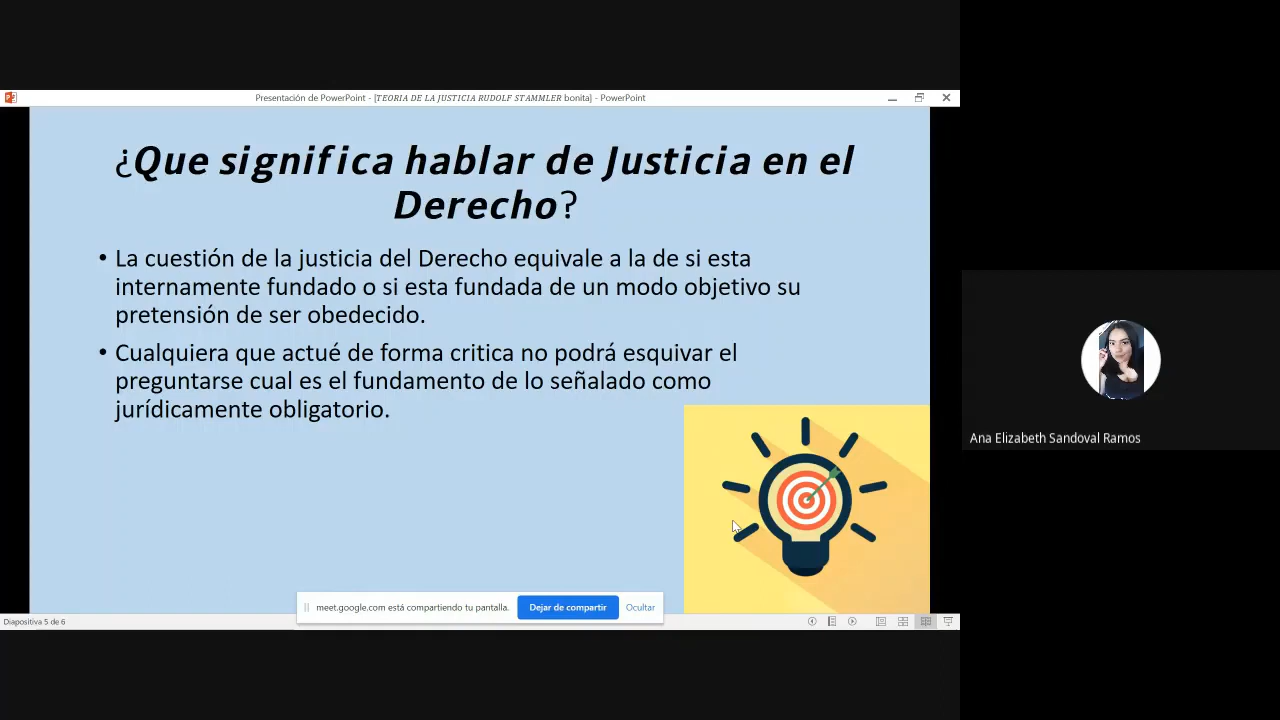 Presentación de PowerPoint - [TEORIA DE LA JUSTICIA RUDOLF STAMMLER bonita] - PowerPoint
¿Que significa hablar de Justicia en el
Derecho?
• La cuestión de la justicia del Derecho equivale a la de si esta
internamente fundado o si esta fundada de un modo objetivo su
pretensión de ser obedecido.
• Cualquiera que actué de forma critica no podrá esquivar el
preguntarse cual es el fundamento de lo señalado como
jurídicamente obligatorio.
Ana Elizabeth Sandoval Ramos
meet.google.com está compartiendo tu pantalla.
Dejar de compartir
Ocultar
Diapositiva 5 de 6